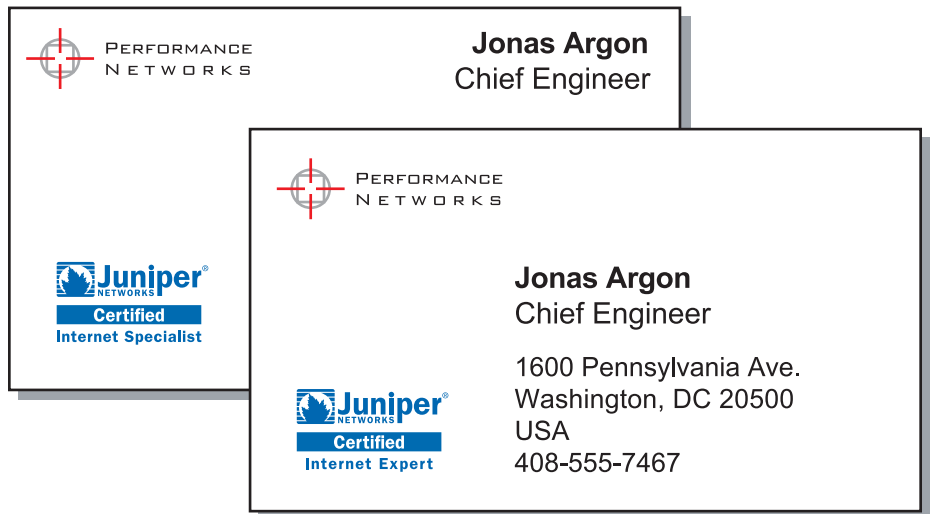 PERFORMANCE
NETWORKS
Jonas Argon
Chief Engineer
Juniper®
NETWORKS
Certified
Internet Specialist
PERFORMANCE
NETWORKS
Jonas Argon
Chief Engineer
1600 Pennsylvania Ave.
Washington, DC 20500
USA
408-555-7467
Juniper®
NETWORKS
Certified
Internet Expert